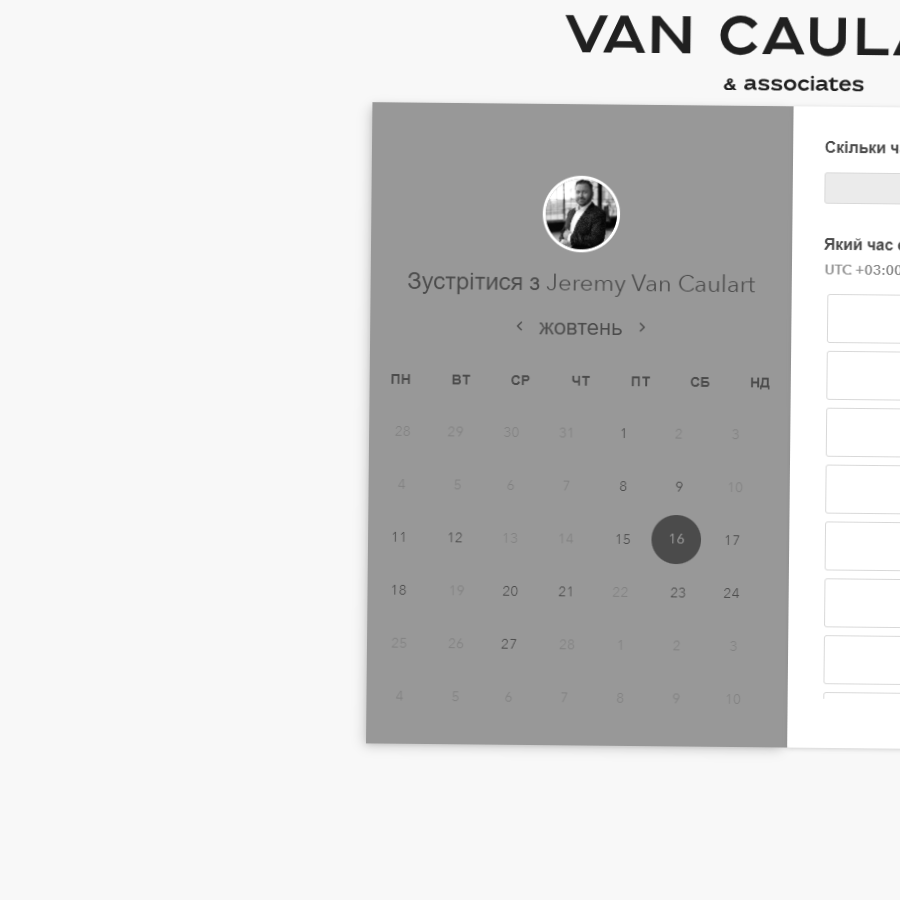 VAN CAULA
& associates
Зустрітися з Jeremy Van Caulart
‹ жовтень ›
ПН ВТ СР ЧТ ПТ СБ НД
28 29 30 31 1 2 3
4 5 6 7 8 9 10
11 12 13 14 15 16 17
18 19 20 21 22 23 24
25 26 27 28 1 2 3
4 5 6 7 8 9 10
Скільки ч
Який час
UTC +03:00